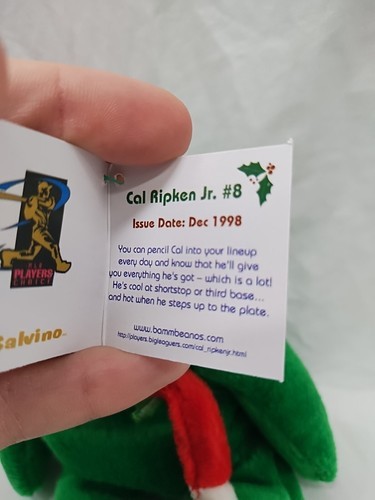 PLAYERS
CHOICE
Salvino
Cal Ripken Jr. #8
Issue Date: Dec 1998
You can pencil Cal into your lineup
every day and know that he'll give
you everything he's got – which is a lot!
He's cool at shortstop or third base...
and hot when he steps up to the plate.
www.bammbeanos.com
http://players.bigleaguers.com/cal_ripkenjr.html